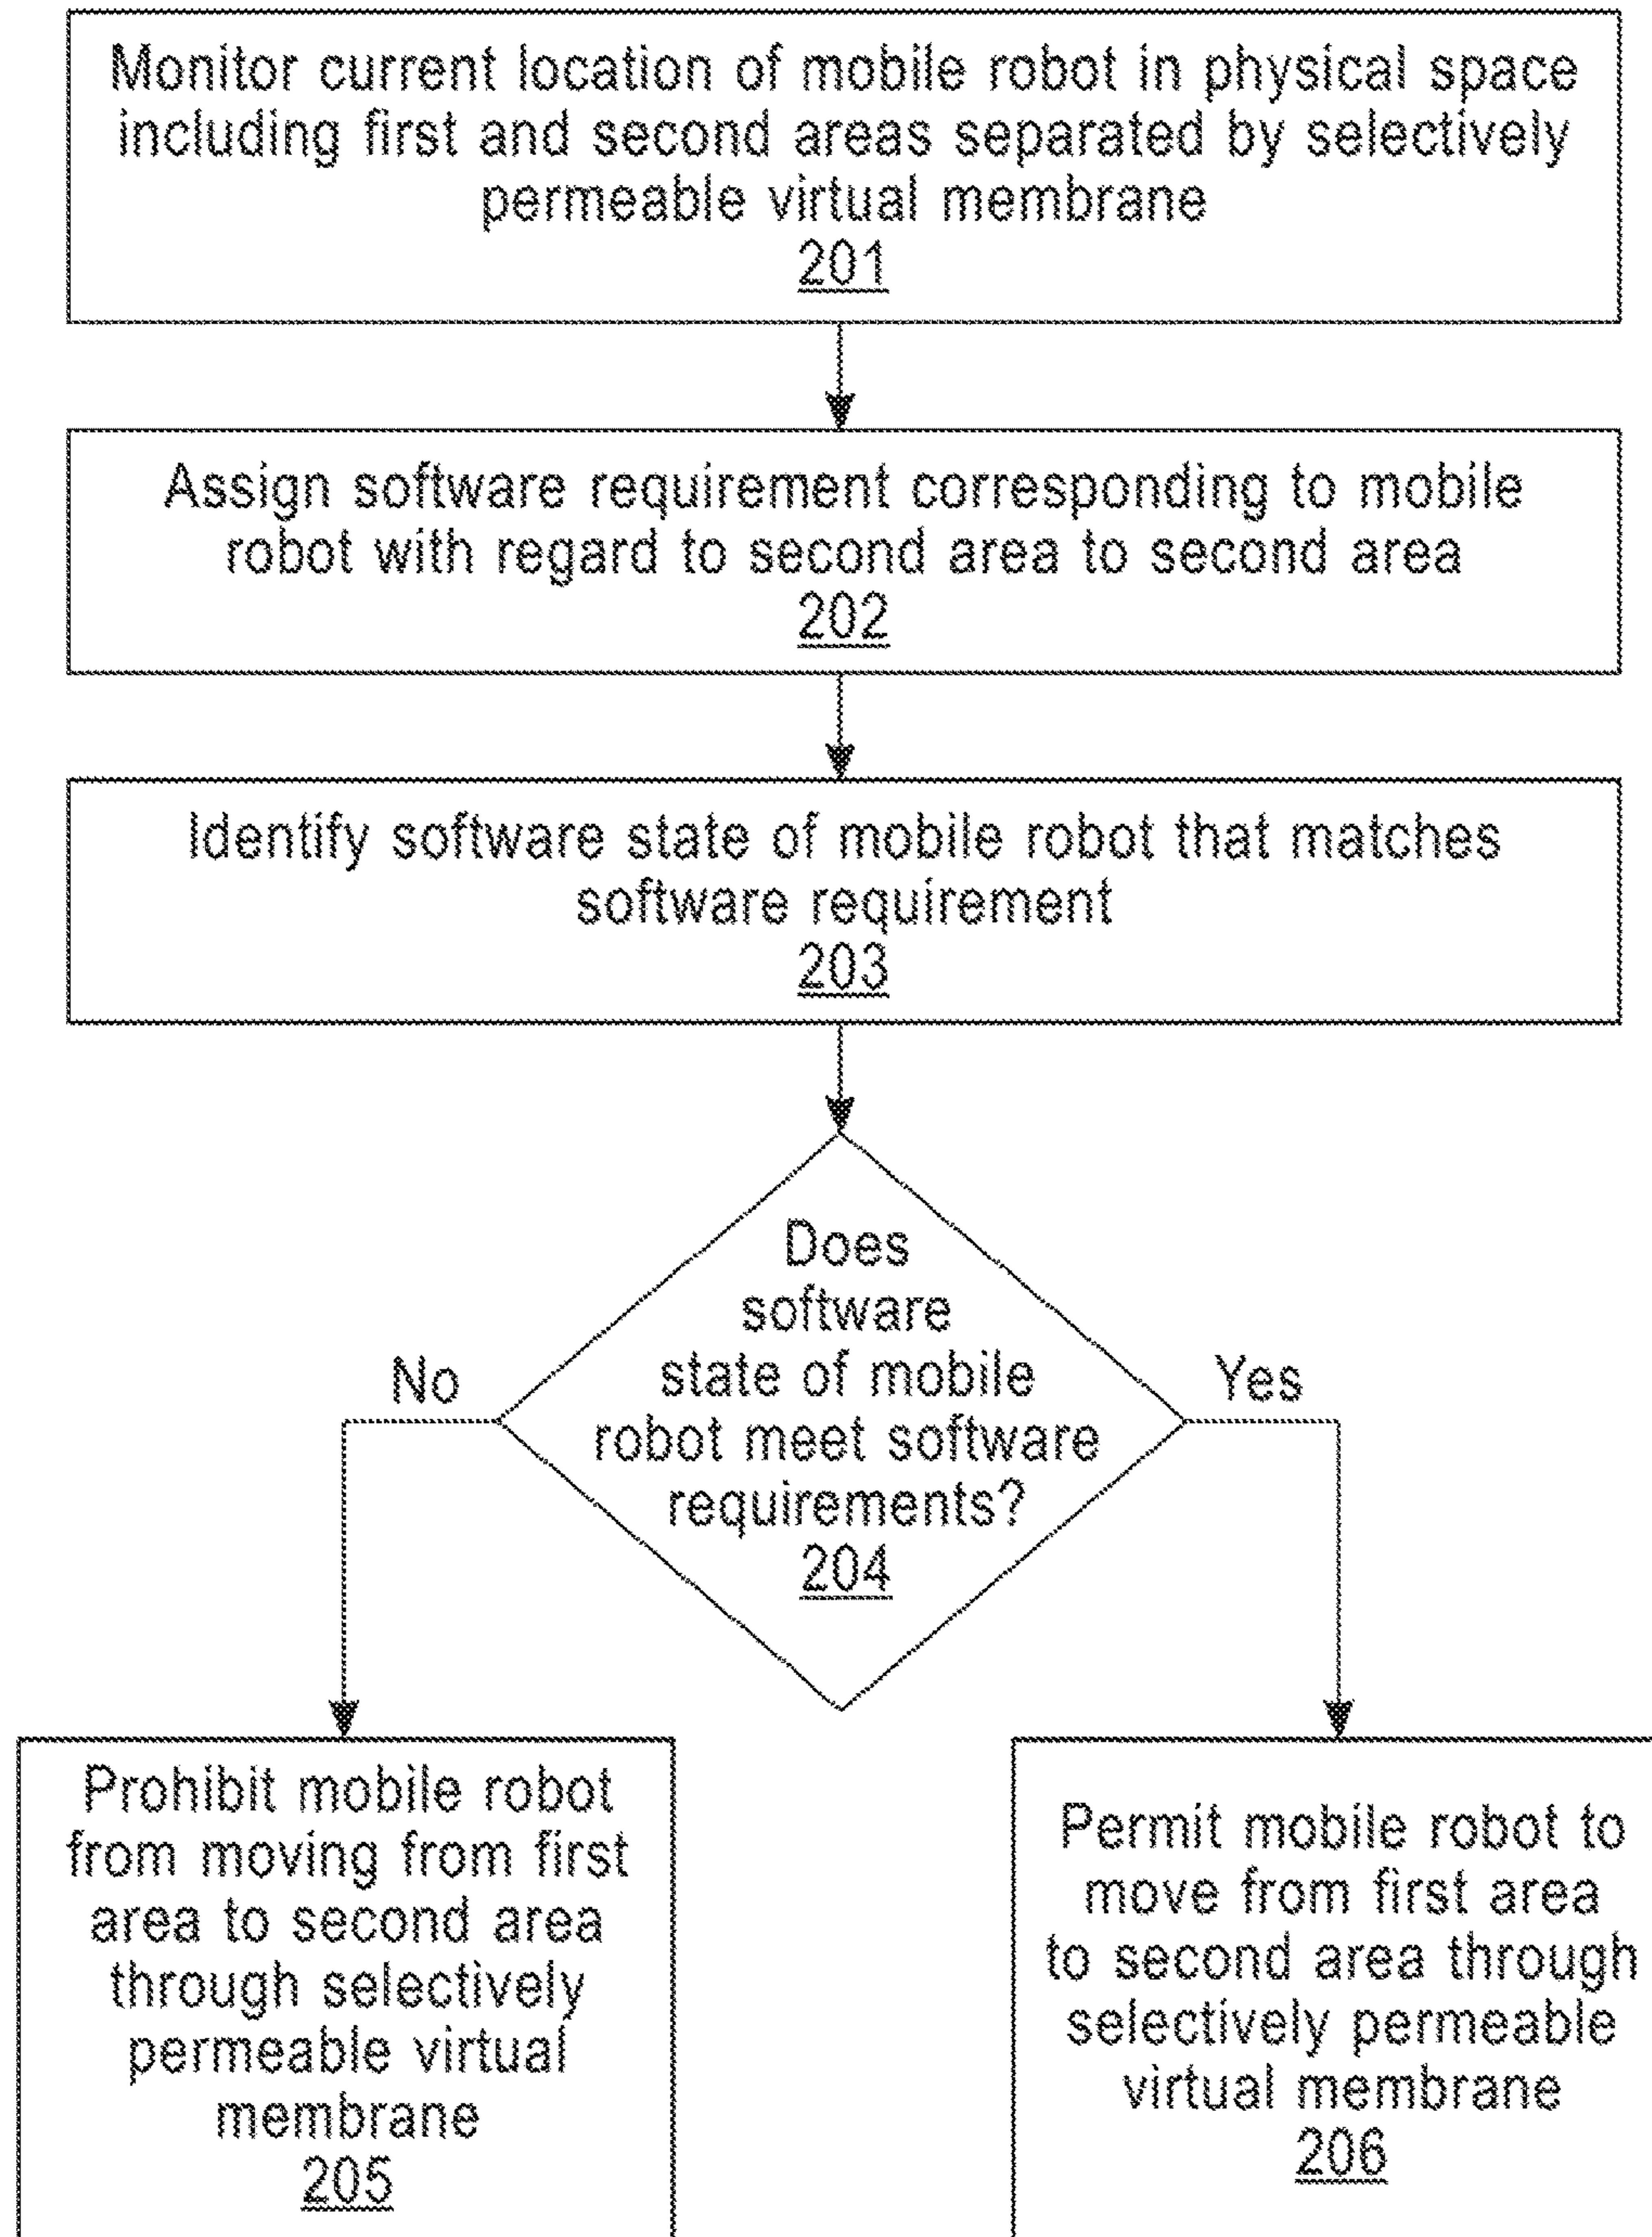 Monitor current location of mobile robot in physical space
including first and second areas separated by selectively
permeable virtual membrane
201
Assign software requirement corresponding to mobile
robot with regard to second area to second area
202
Identify software state of mobile robot that matches
software requirement
203
Does
software
state of mobile
robot meet software
requirements?
204
No
Yes
Prohibit mobile robot
from moving from first
area to second area
through selectively
permeable virtual
membrane
205
Permit mobile robot to
move from first area
to second area through
selectively permeable
virtual membrane
206